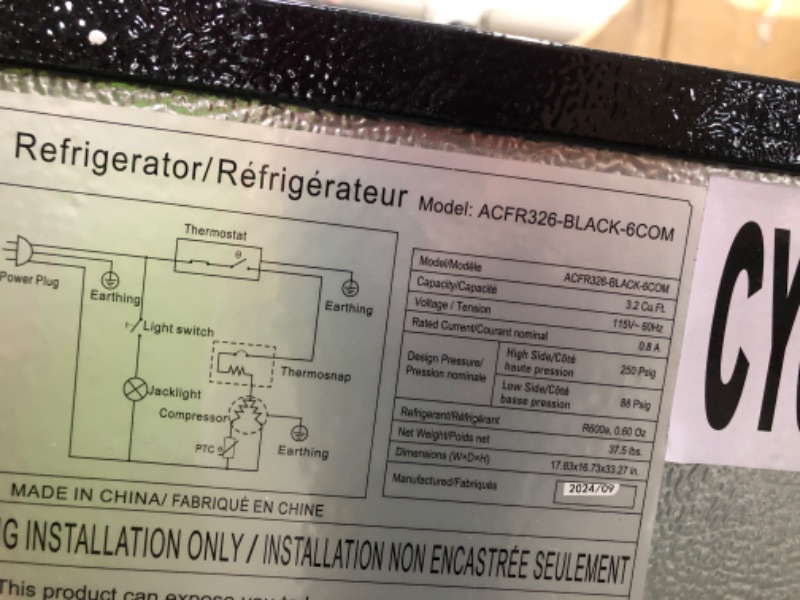 Refrigerator/Réfrigérateur Model: ACFR326-BLACK-6COM
Thermostat
θ
Power Plug
Earthing
Earthing
Light switch
Thermosnap
Jacklight
Compressor
PTC θ
Earthing
Model/Modèle ACFR326-BLACK-6COM
Capacity/Capacité 3.2 Cu.Ft.
Voltage / Tension 115V~ 60Hz
Rated Current/Courant nominal 0.8 A
Design Pressure/
Pression nominale
High Side/Côté
haute pression
250 Psig
Low Side/Côté
basse pression
88 Psig
Refrigerant/Réfrigérant R600a, 0.60 Oz
Net Weight/Poids net 37.5 lbs.
Dimensions (W×D×H) 17.83x16.73x33.27 in.
Manufactured/Fabriqués 2024/09
MADE IN CHINA/ FABRIQUÉ EN CHINE
G INSTALLATION ONLY / INSTALLATION NON ENCASTRÉE SEULEMENT
This product can expose you
CY